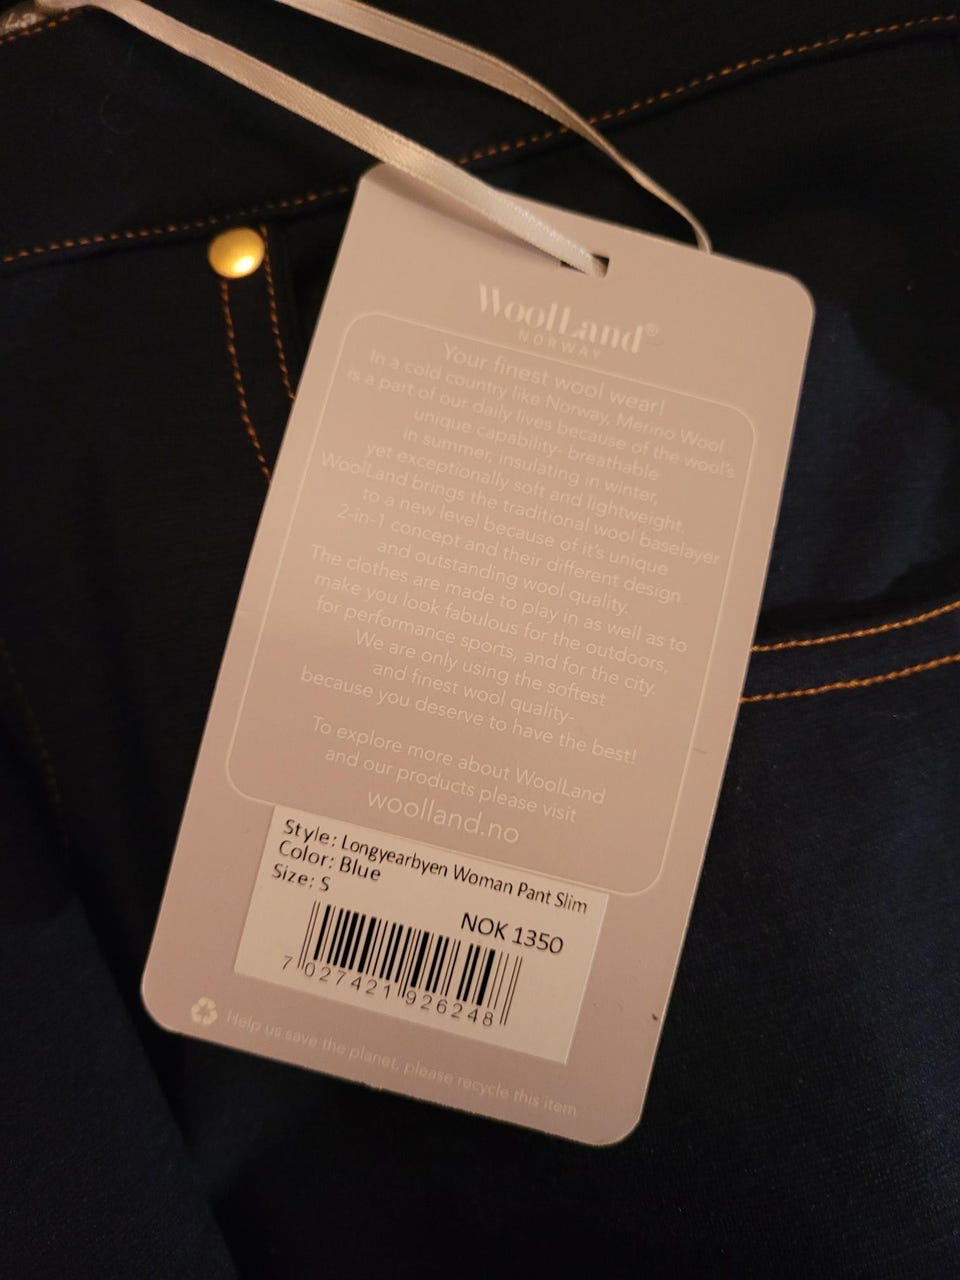 WoolLand®
NORWAY
Your finest wool wear!
In a cold country like Norway, Merino Wool
is a part of our daily lives because of the wool's
unique capability- breathable
in summer, insulating in winter,
yet exceptionally soft and lightweight.
WoolLand brings the traditional wool baselayer
to a new level because of it's unique
2-in-1 concept and their different design
and outstanding wool quality.
The clothes are made to play in as well as to
make you look fabulous for the outdoors,
for performance sports, and for the city.
We are only using the softest
and finest wool quality-
because you deserve to have the best!
To explore more about WoolLand
and our products please visit
woolland.no
Style: Longyearbyen Woman Pant Slim
Color: Blue
Size: S
NOK 1350
7 027421 926248
Help us save the planet, please recycle this item